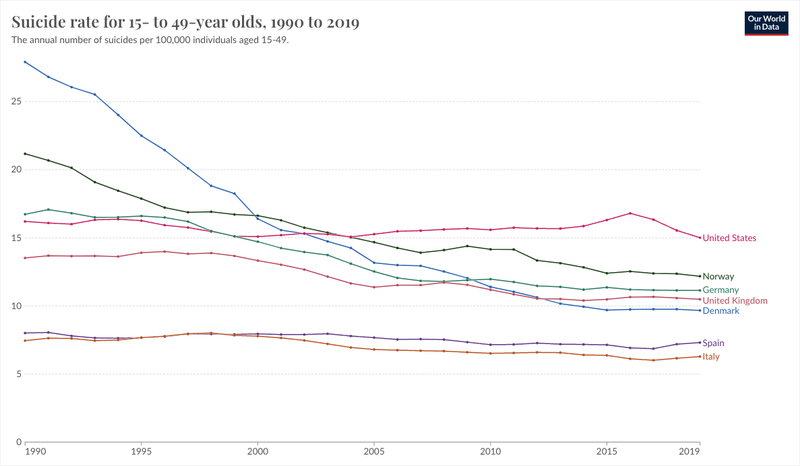 Suicide rate for 15- to 49-year olds, 1990 to 2019
The annual number of suicides per 100,000 individuals aged 15-49.
Our World
in Data
25
20
15
10
5
0
United States
Norway
Germany
United Kingdom
Denmark
Spain
Italy
1990
1995
2000
2005
2010
2015
2019